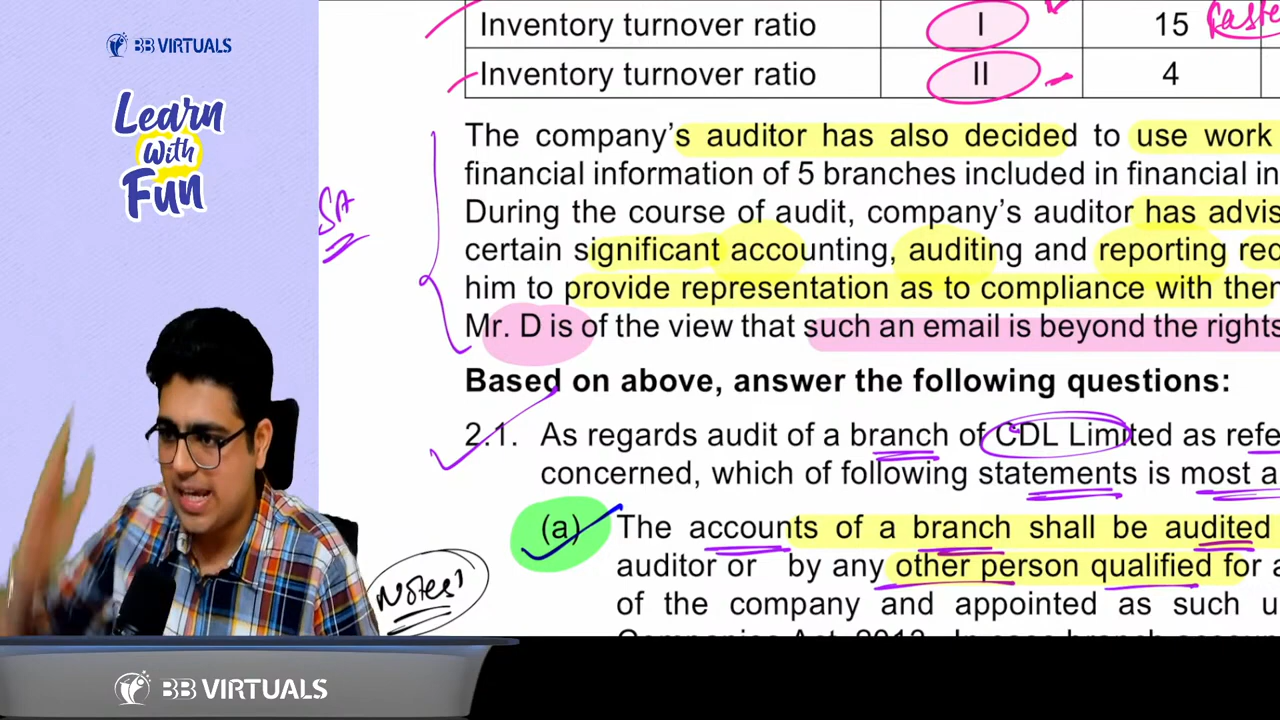 BB VIRTUALS
Learn
With
Fun
Inventory turnover ratio I 15
Inventory turnover ratio II 4
The company's auditor has also decided to use work
financial information of 5 branches included in financial in
During the course of audit, company's auditor has advis
certain significant accounting, auditing and reporting req
him to provide representation as to compliance with then
Mr. D is of the view that such an email is beyond the rights
SA
Based on above, answer the following questions:
2.1. As regards audit of a branch of CDL Limited as refe
concerned, which of following statements is most a
(a) The accounts of a branch shall be audited
auditor or by any other person qualified for a
of the company and appointed as such u
Notes
BB VIRTUALS